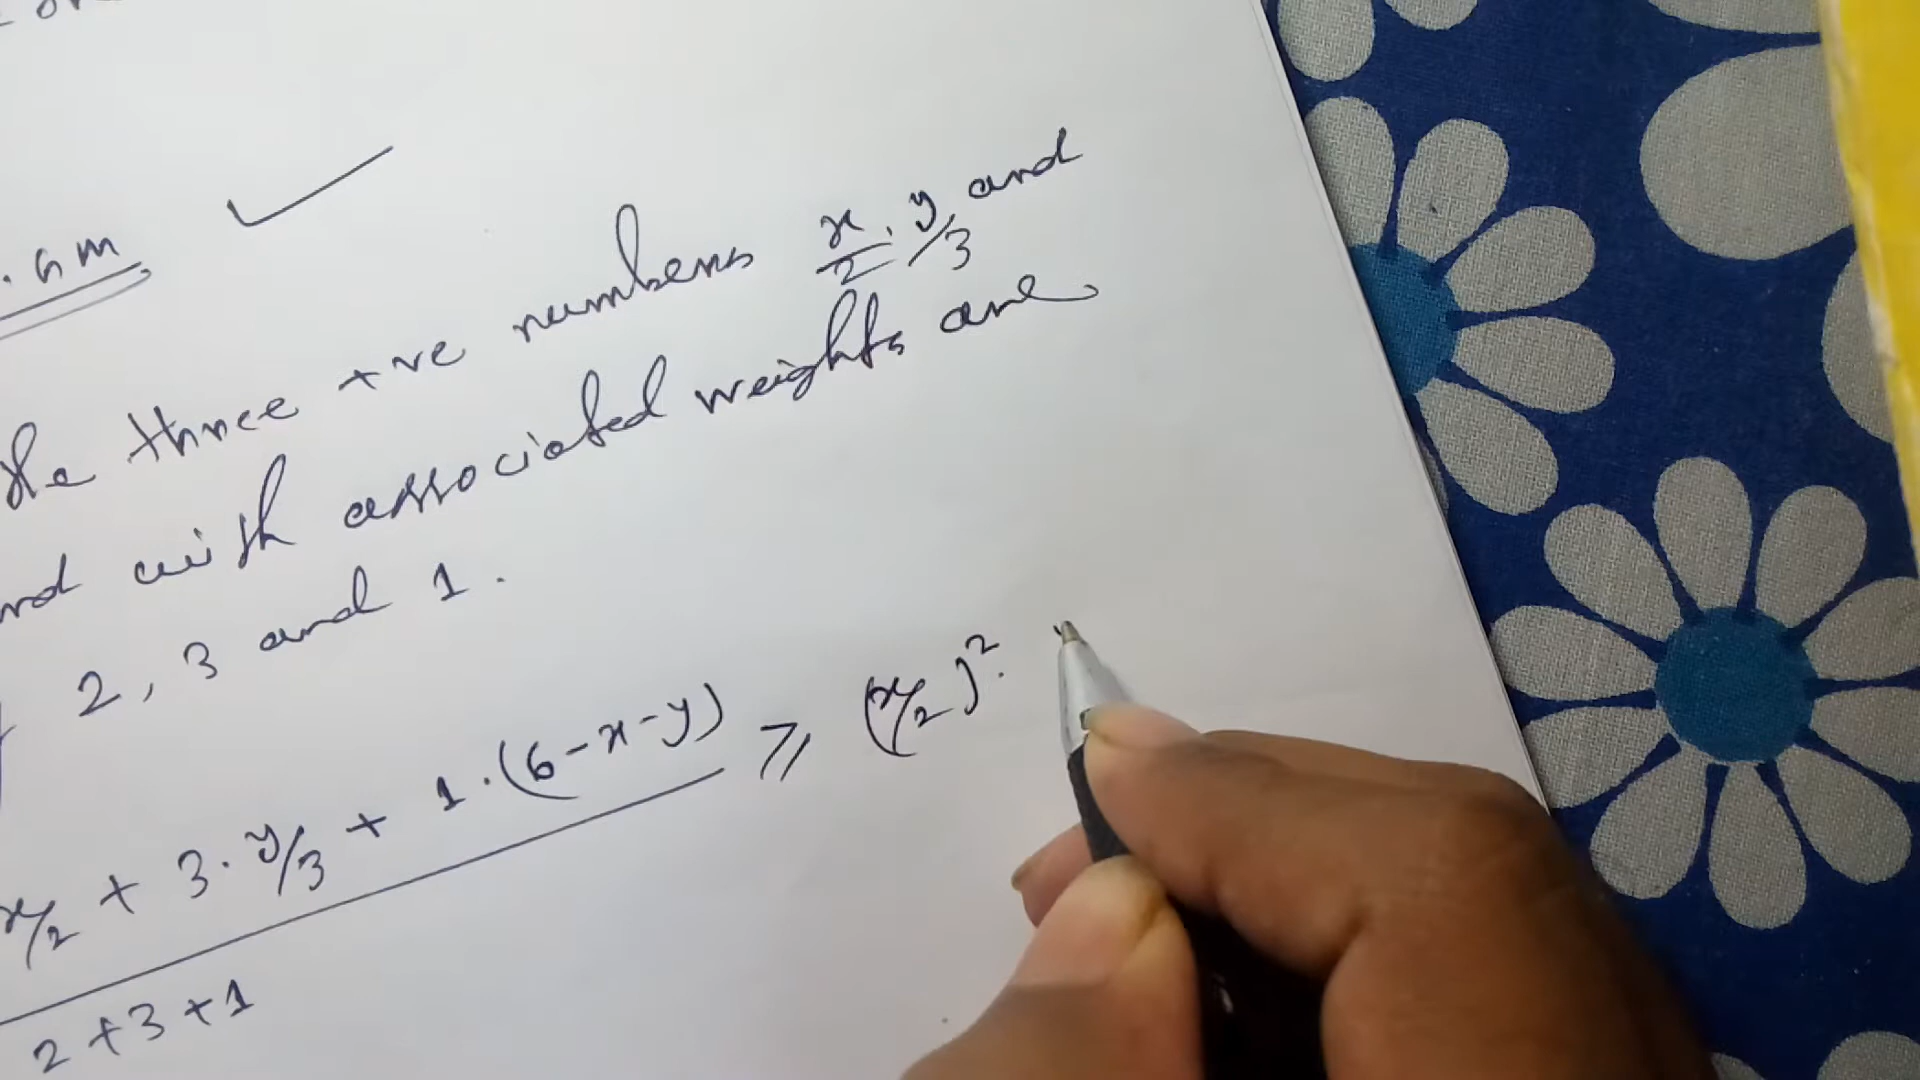 . G M
the three +ve numbers x/2, y/3 and
and with associated weights are
2, 3 and 1.
x/2 + 3. y/3 + 1. (6-x-y) ⩾ (x/2)².
2+3+1